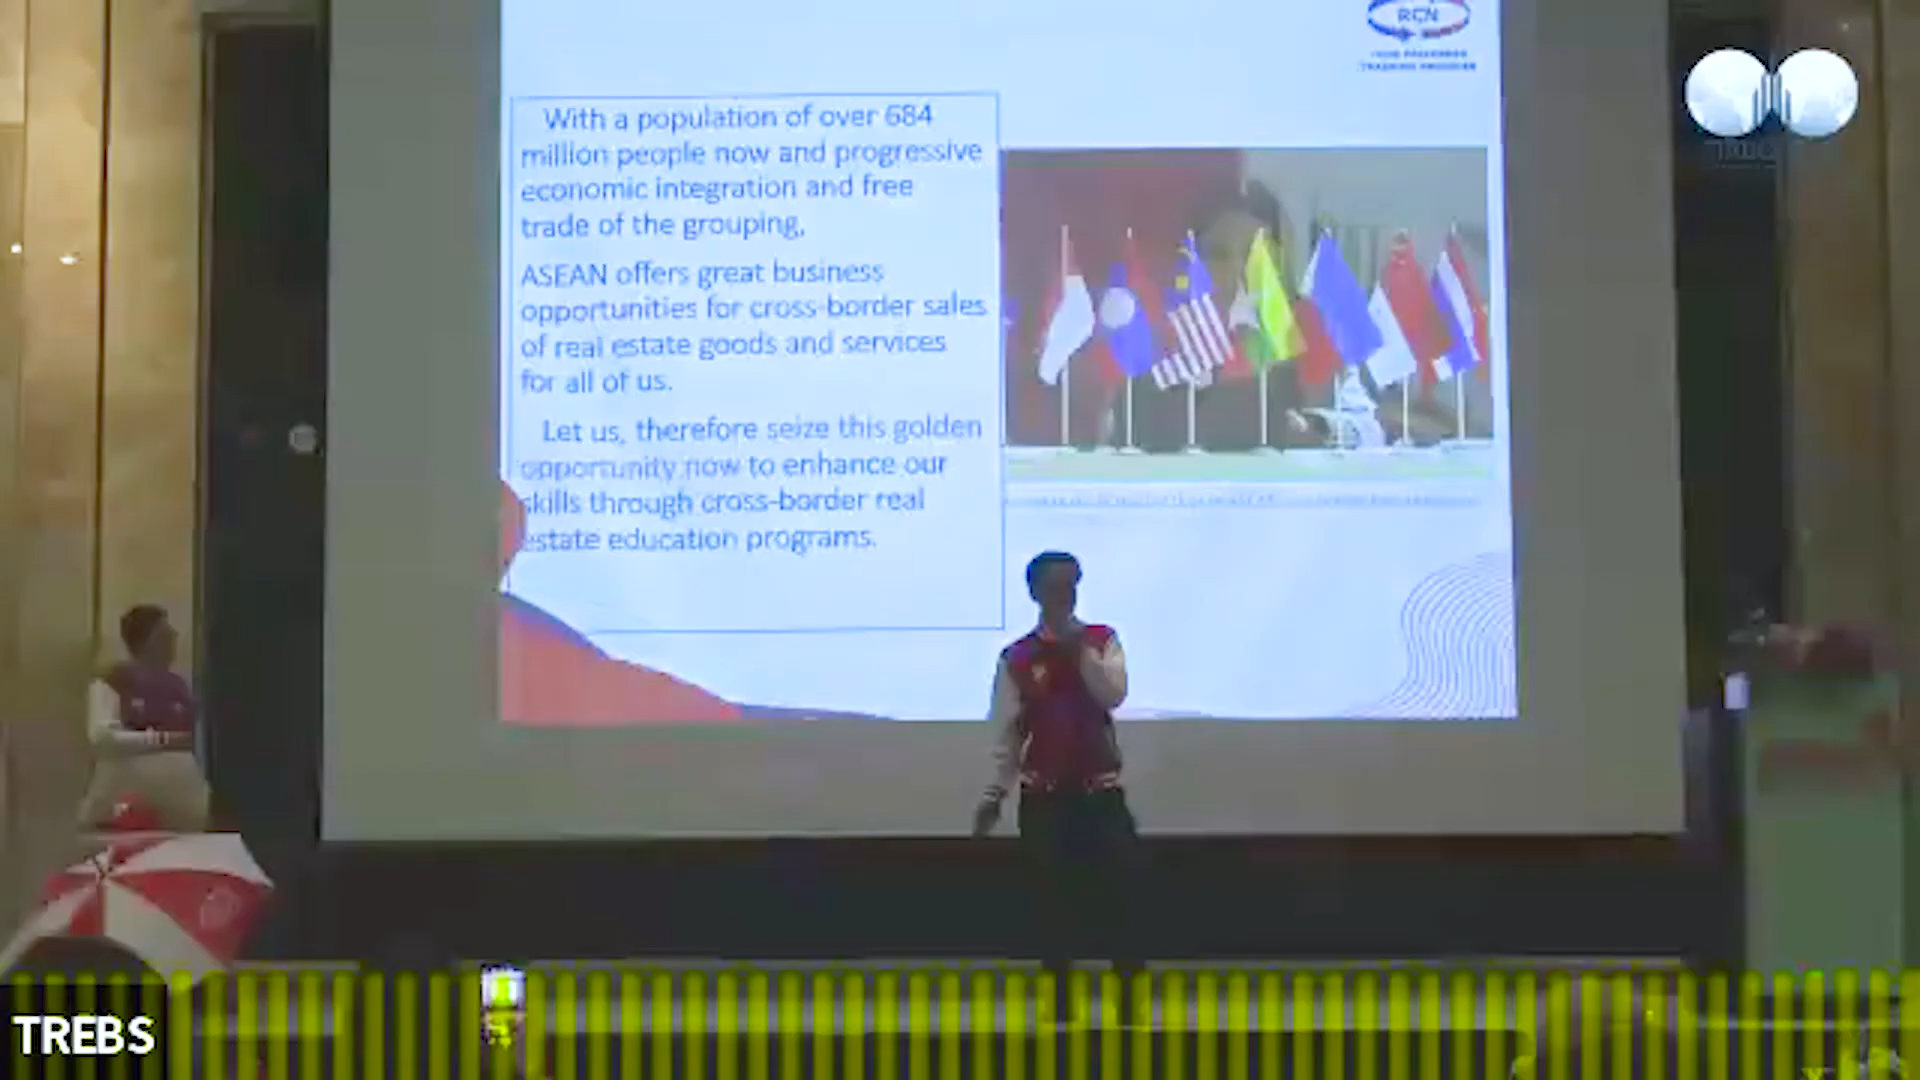 RCN
TRAINING PROVIDER
With a population of over 684
million people now and progressive
economic integration and free
trade of the grouping,
ASEAN offers great business
opportunities for cross-border sales
of real estate goods and services
for all of us.
Let us, therefore seize this golden
opportunity now to enhance our
skills through cross-border real
estate education programs.
TREBS